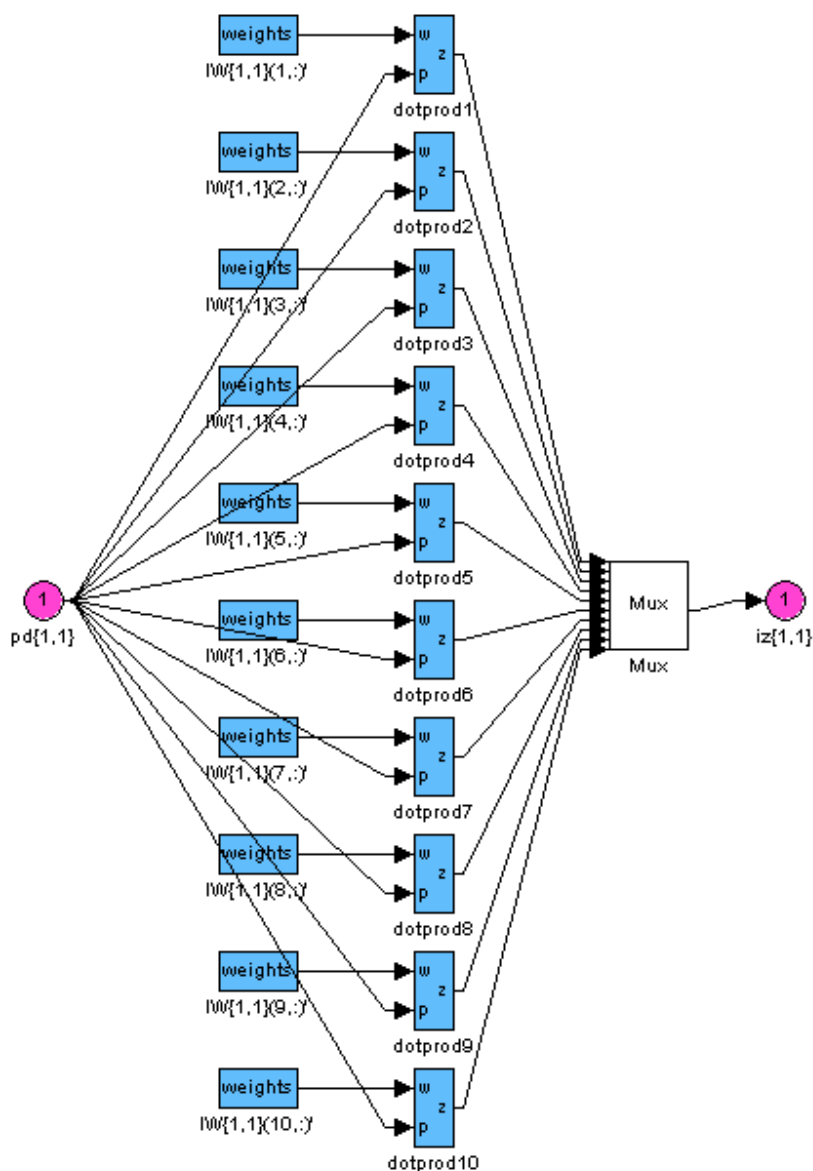 weights
w
z
p
IW{1,1}(1,:)'
dotprod1
weights
w
z
p
IW{1,1}(2,:)'
dotprod2
weights
w
z
p
IW{1,1}(3,:)'
dotprod3
weights
w
z
p
IW{1,1}(4,:)'
dotprod4
weights
w
z
p
IW{1,1}(5,:)'
dotprod5
1
pd{1,1}
Mux
Mux
1
iz{1,1}
weights
w
z
p
IW{1,1}(6,:)'
dotprod6
weights
w
z
p
IW{1,1}(7,:)'
dotprod7
weights
w
z
p
IW{1,1}(8,:)'
dotprod8
weights
w
z
p
IW{1,1}(9,:)'
dotprod9
weights
w
z
p
IW{1,1}(10,:)'
dotprod10